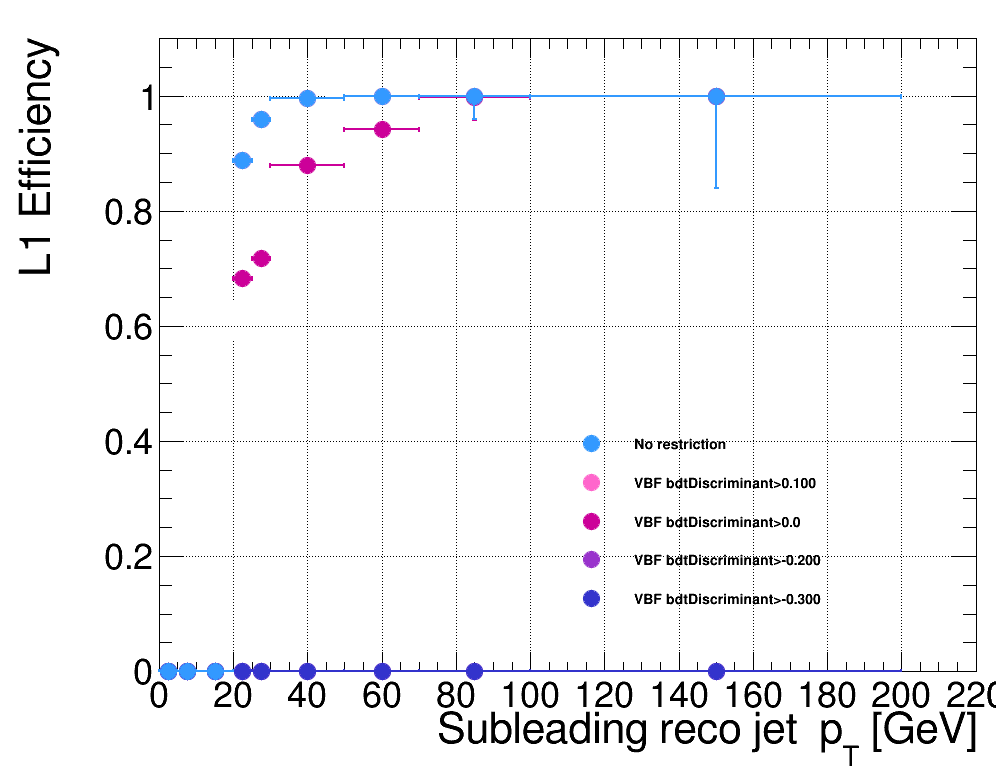 L1 Efficiency
1
0.8
0.6
0.4
0.2
0
No restriction
VBF bdtDiscriminant>0.100
VBF bdtDiscriminant>0.0
VBF bdtDiscriminant>-0.200
VBF bdtDiscriminant>-0.300
0 20 40 60 80 100 120 140 160 180 200 220
Subleading reco jet p_T [GeV]